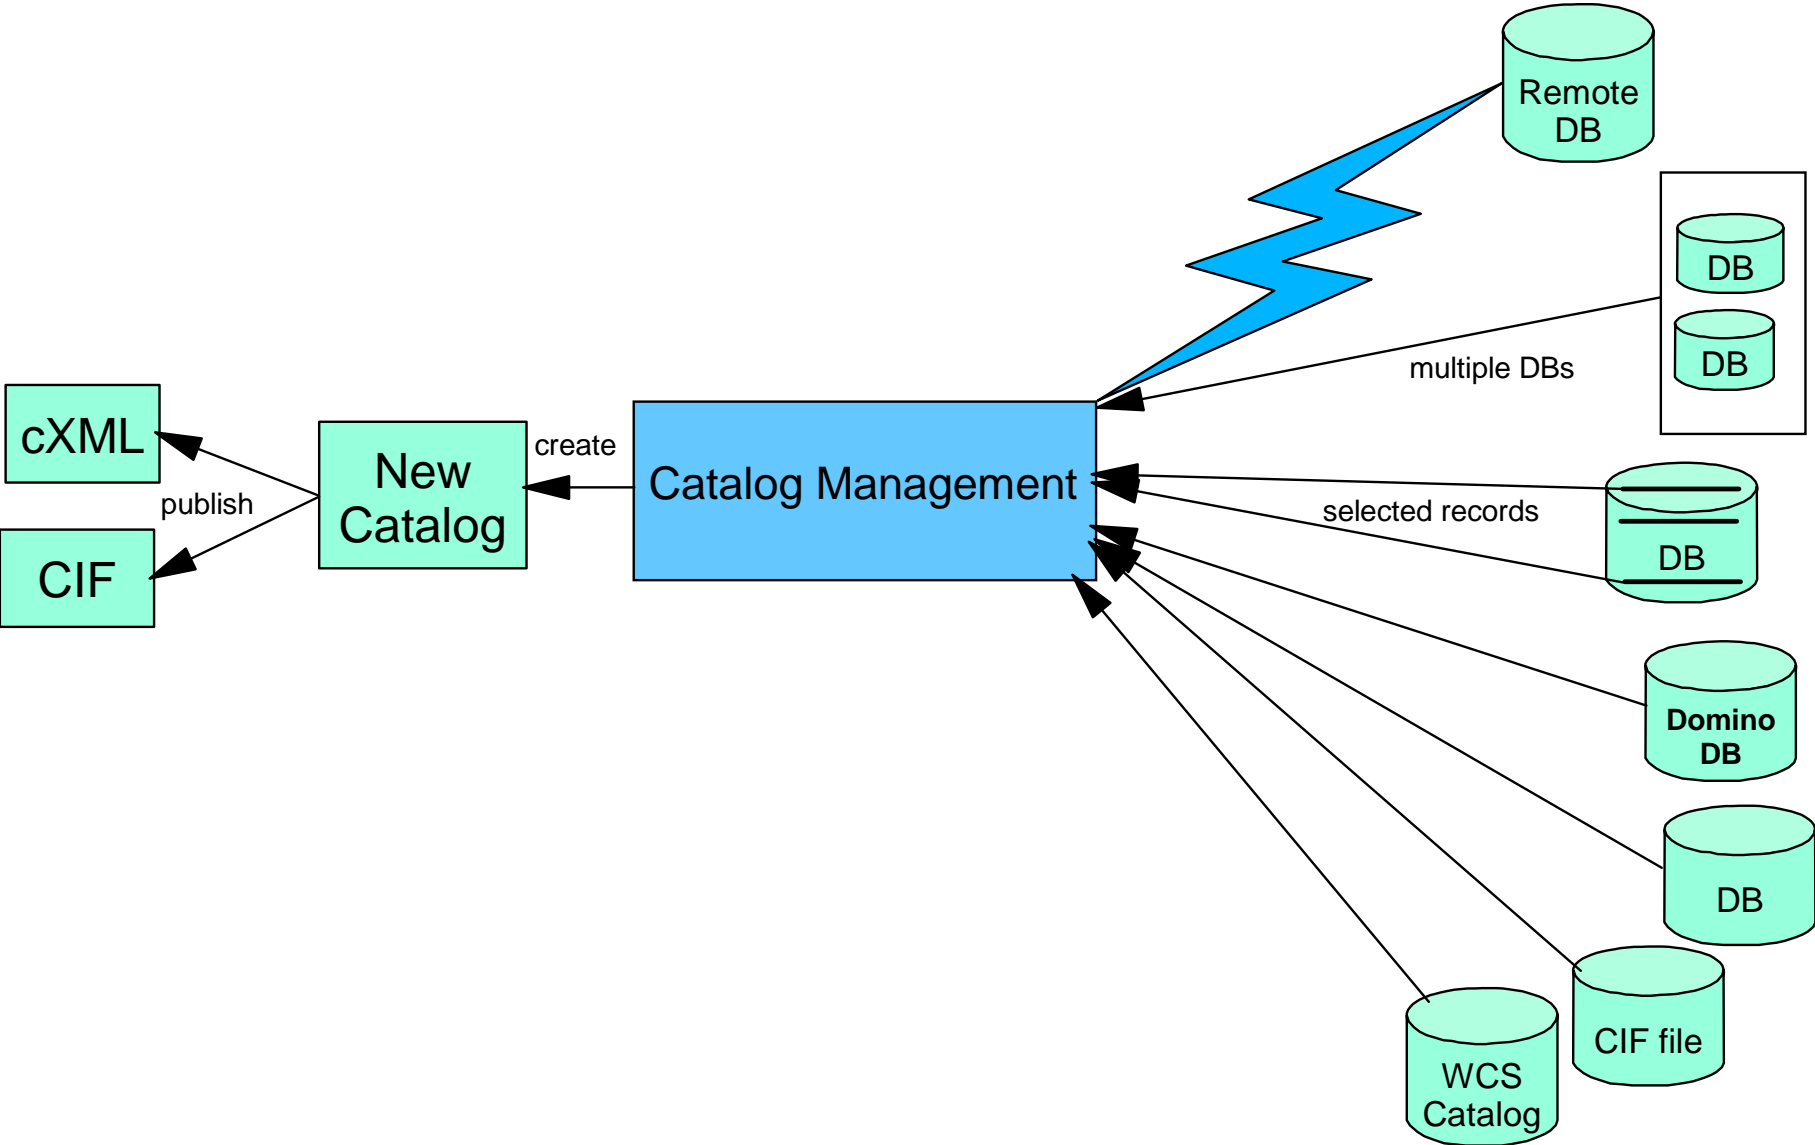 Remote
DB
DB
DB
multiple DBs
cXML
create
New
Catalog
Catalog Management
publish
selected records
DB
CIF
Domino
DB
DB
CIF file
WCS
Catalog